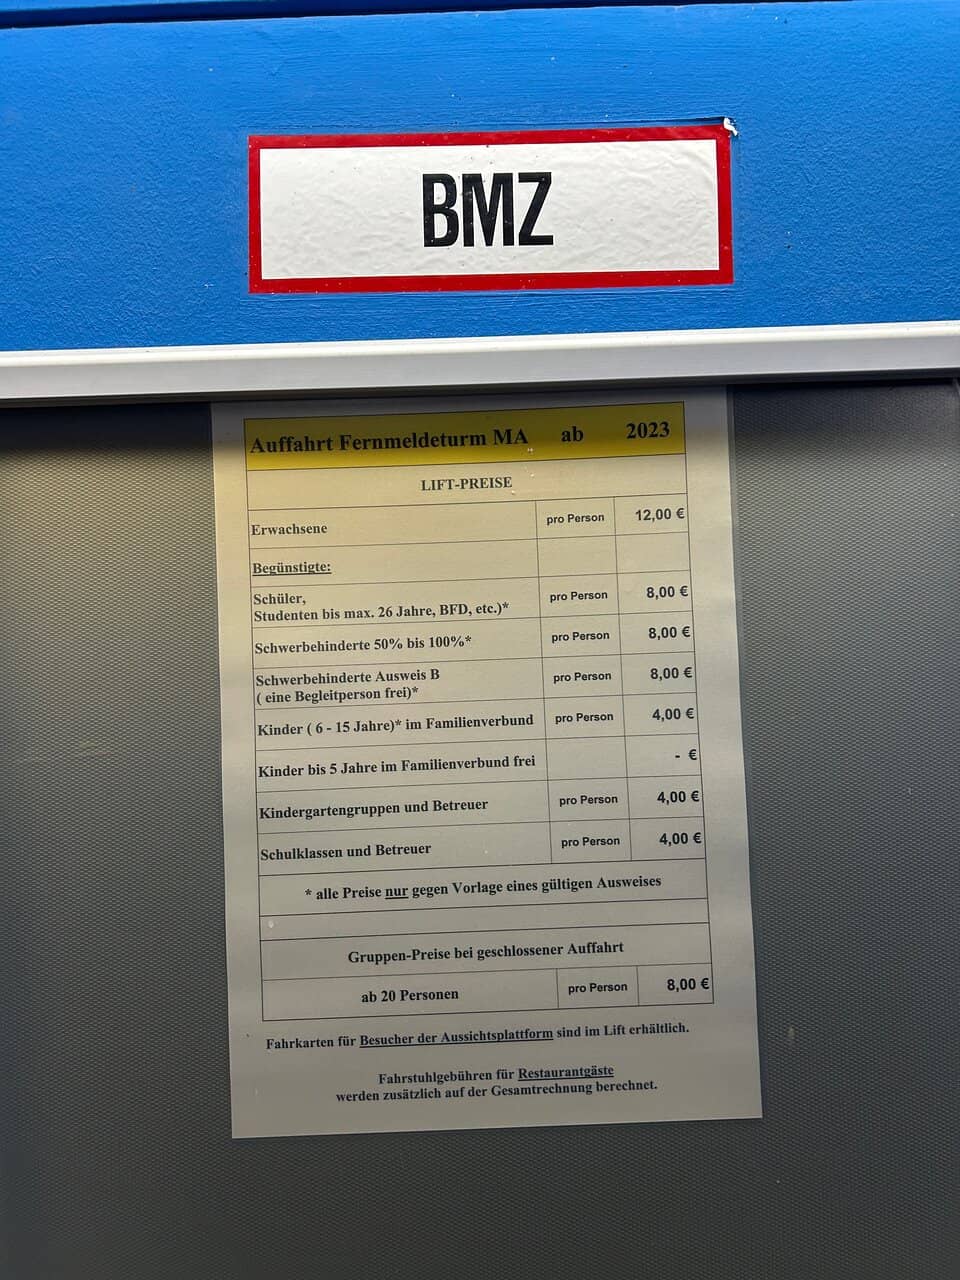 BMZ
Auffahrt Fernmeldeturm MA ab 2023
LIFT-PREISE
Erwachsene pro Person 12,00 €
Begünstigte:
Schüler,
Studenten bis max. 26 Jahre, BFD, etc.)* pro Person 8,00 €
Schwerbehinderte 50% bis 100%* pro Person 8,00 €
Schwerbehinderte Ausweis B
( eine Begleitperson frei)* pro Person 8,00 €
Kinder ( 6 - 15 Jahre)* im Familienverbund pro Person 4,00 €
Kinder bis 5 Jahre im Familienverbund frei - €
Kindergartengruppen und Betreuer pro Person 4,00 €
Schulklassen und Betreuer pro Person 4,00 €
* alle Preise nur gegen Vorlage eines gültigen Ausweises
Gruppen-Preise bei geschlossener Auffahrt
ab 20 Personen pro Person 8,00 €
Fahrkarten für Besucher der Aussichtsplattform sind im Lift erhältlich.
Fahrstuhlgebühren für Restaurantgäste
werden zusätzlich auf der Gesamtrechnung berechnet.